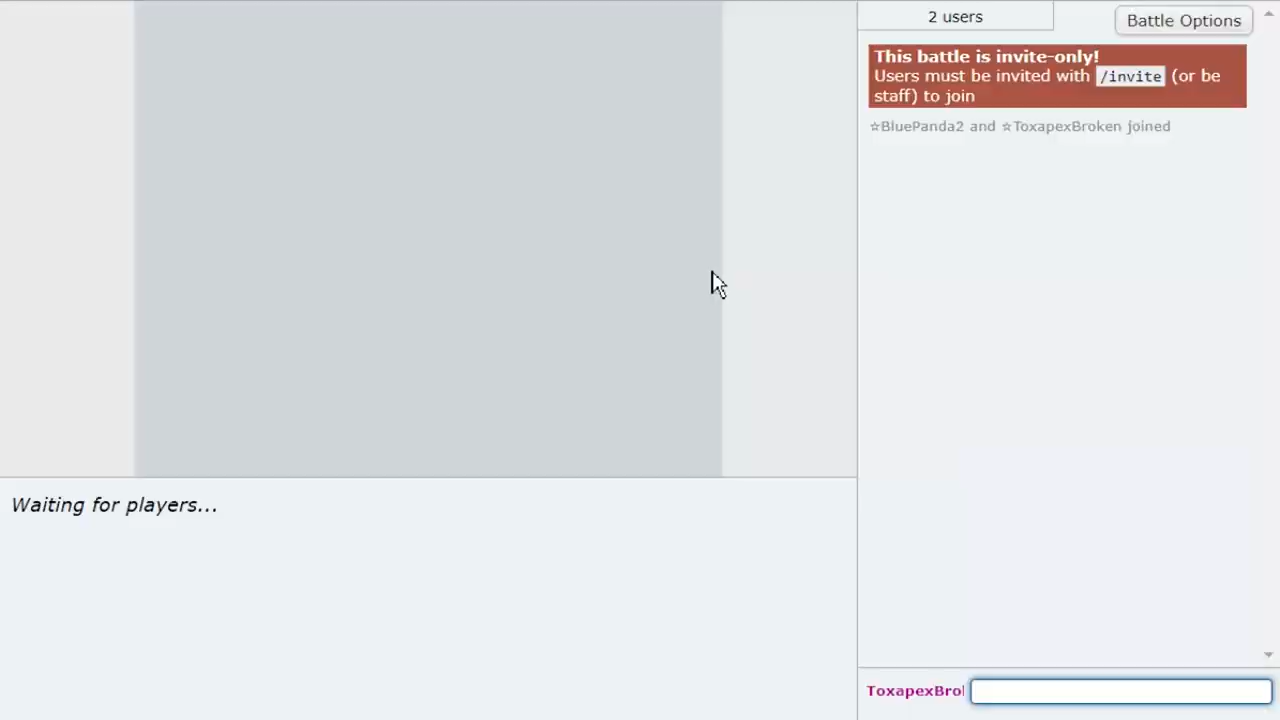 2 users
Battle Options
This battle is invite-only!
Users must be invited with /invite (or be
staff) to join
☆BluePanda2 and ☆ToxapexBroken joined
Waiting for players...
ToxapexBro